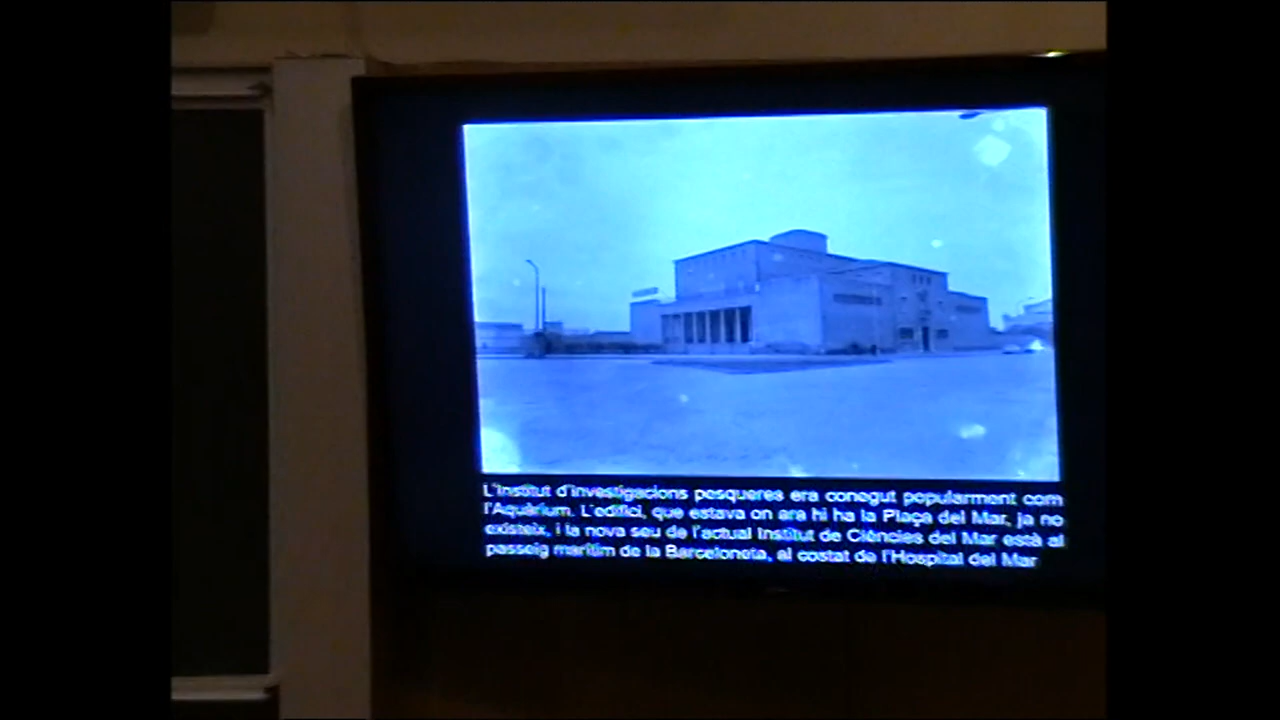 L'Institut d'investigacions pesqueres era conegut popularment com
l'Aquàrium. L'edifici, que estava on ara hi ha la Plaça del Mar, ja no
existeix, i la nova seu de l'actual Institut de Ciències del Mar està al
passeig marítim de la Barceloneta, al costat de l'Hospital del Mar